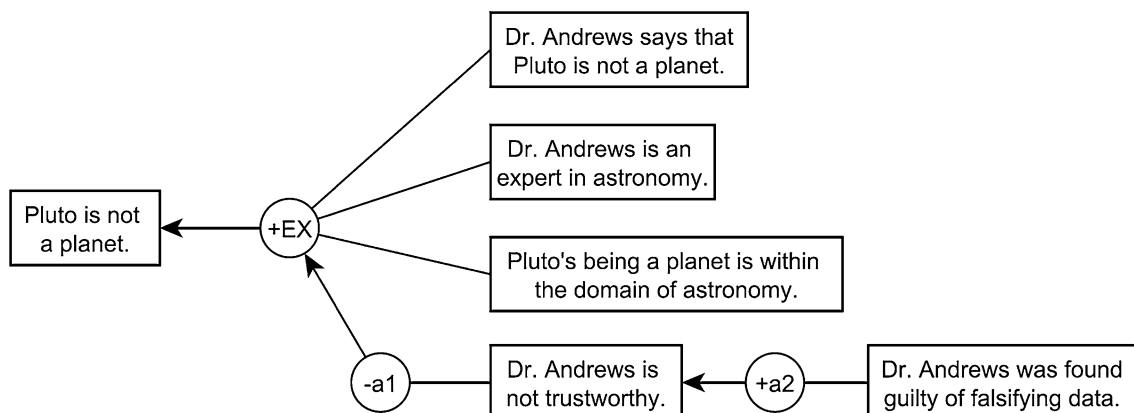 Dr. Andrews says that
Pluto is not a planet.
Dr. Andrews is an
expert in astronomy.
Pluto is not
a planet.
+EX
Pluto's being a planet is within
the domain of astronomy.
-a1
Dr. Andrews is
not trustworthy.
+a2
Dr. Andrews was found
guilty of falsifying data.